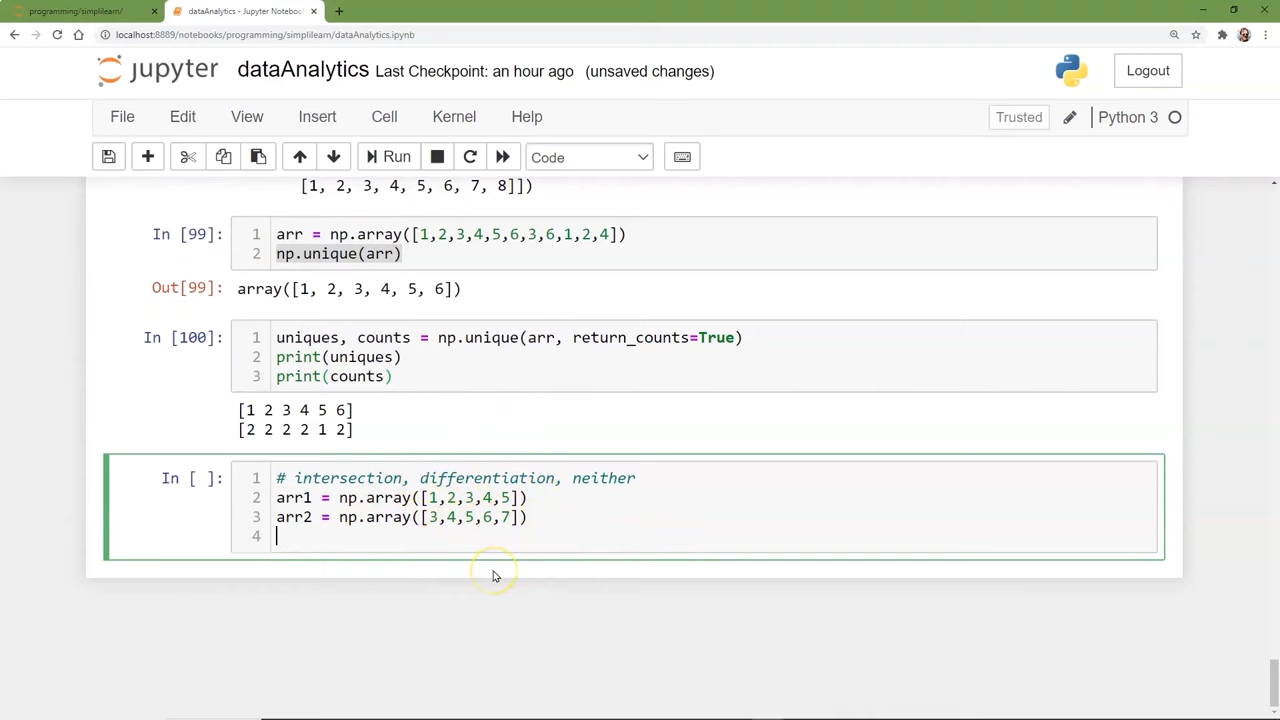 programming/simplilearn/
dataAnalytics - Jupyter Noteboo
localhost:8889/notebooks/programming/simplilearn/dataAnalytics.ipynb
jupyter dataAnalytics Last Checkpoint: an hour ago (unsaved changes)
Logout
File Edit View Insert Cell Kernel Help
Trusted
Python 3
Run
Code
[1, 2, 3, 4, 5, 6, 7, 8]])
In [99]: 1 arr = np.array([1,2,3,4,5,6,3,6,1,2,4])
2 np.unique(arr)
Out[99]: array([1, 2, 3, 4, 5, 6])
In [100]: 1 uniques, counts = np.unique(arr, return_counts=True)
2 print(uniques)
3 print(counts)
[1 2 3 4 5 6]
[2 2 2 2 1 2]
In [ ]: 1 # intersection, differentiation, neither
2 arr1 = np.array([1,2,3,4,5])
3 arr2 = np.array([3,4,5,6,7])
4